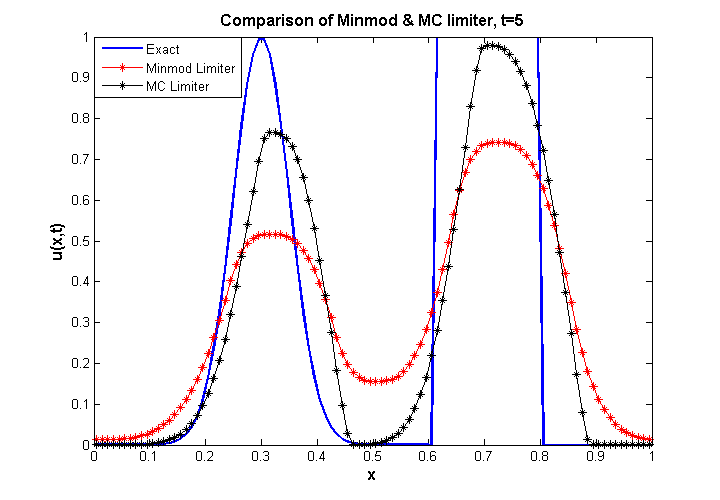 Comparison of Minmod & MC limiter, t=5
Exact
Minmod Limiter
MC Limiter
u(x,t)
1
0.9
0.8
0.7
0.6
0.5
0.4
0.3
0.2
0.1
0
0 0.1 0.2 0.3 0.4 0.5 0.6 0.7 0.8 0.9 1
x